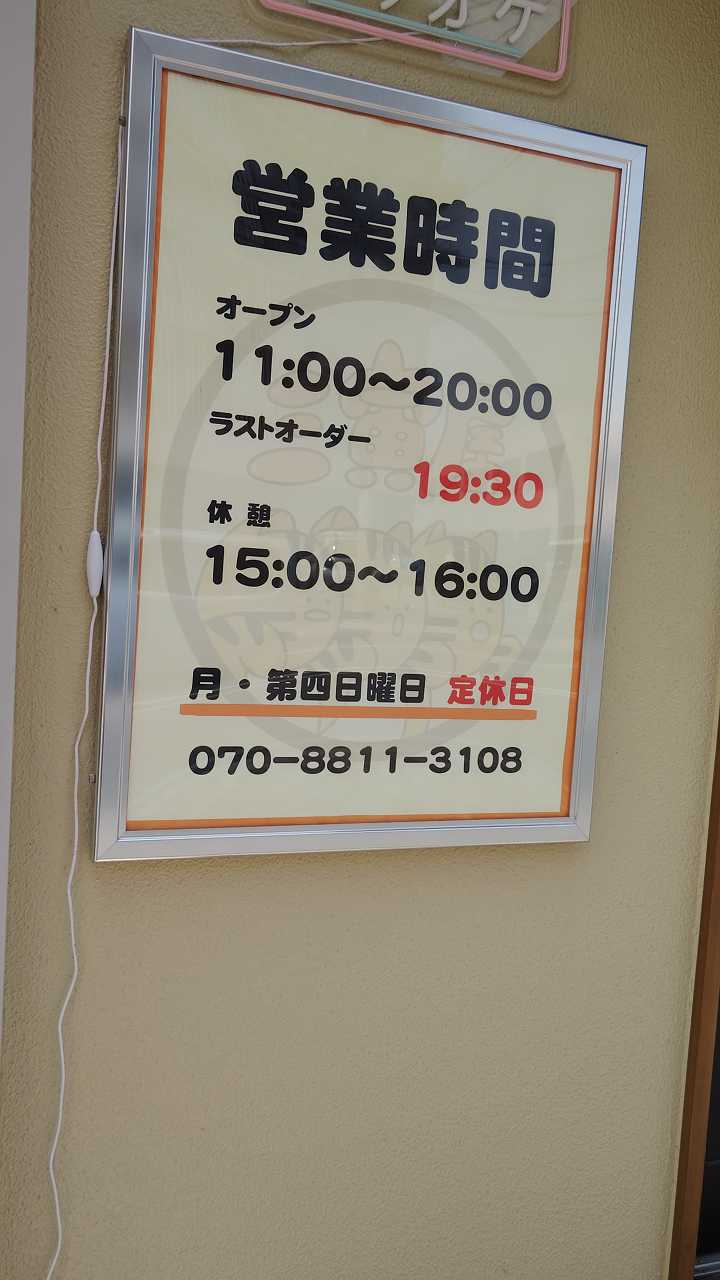 カケ
営業時間
オープン
11:00〜20:00
ラストオーダー
19:30
休憩
15:00〜16:00
月・第四日曜日 定休日
070-8811-3108